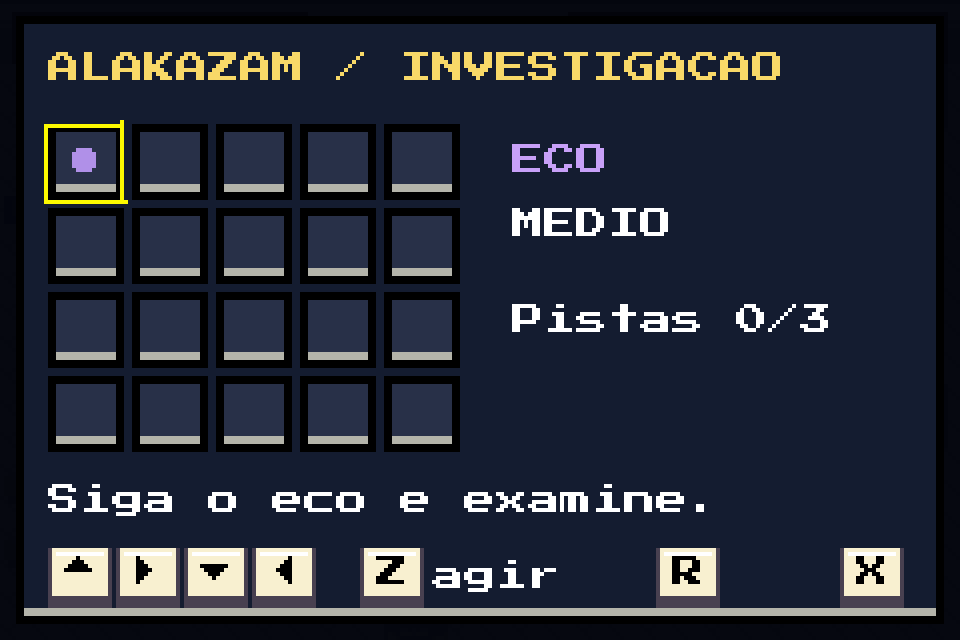 ALAKAZAM / INVESTIGACAO
ECO
MEDIO
Pistas 0/3
Siga o eco e examine.
Z agir R X